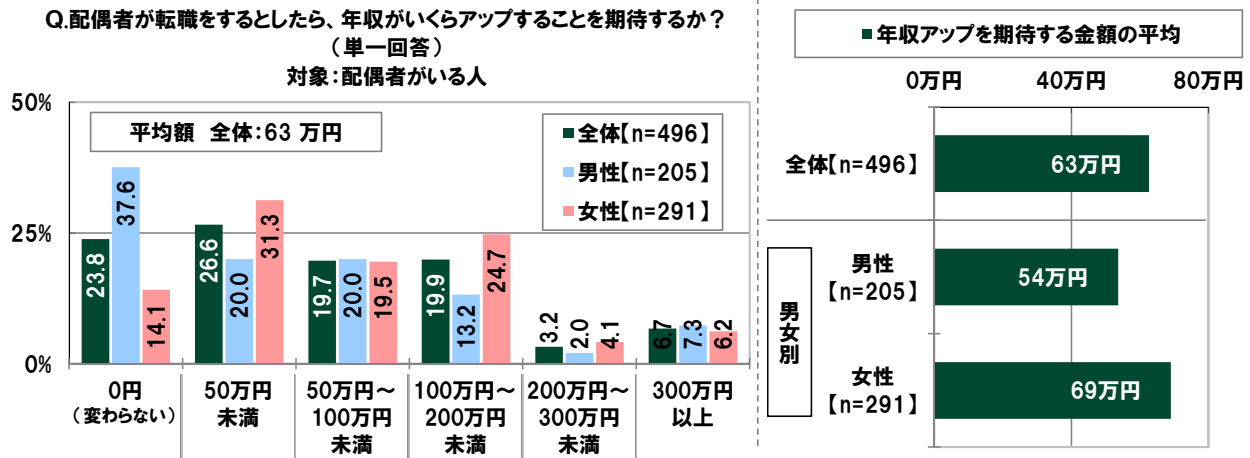 Q.配偶者が転職をするとしたら、年収がいくらアップすることを期待するか?
(単一回答)
対象:配偶者がいる人
50%
25%
0%
平均額 全体:63 万円
全体【n=496】
男性【n=205】
女性【n=291】
23.8
37.6
14.1
26.6
20.0
31.3
19.7
20.0
19.5
19.9
13.2
24.7
3.2
2.0
4.1
6.7
7.3
6.2
0円
(変わらない)
50万円
未満
50万円~
100万円
未満
100万円~
200万円
未満
200万円~
300万円
未満
300万円
以上
年収アップを期待する金額の平均
0万円 40万円 80万円
全体【n=496】
63万円
男女別
男性
【n=205】
54万円
女性
【n=291】
69万円